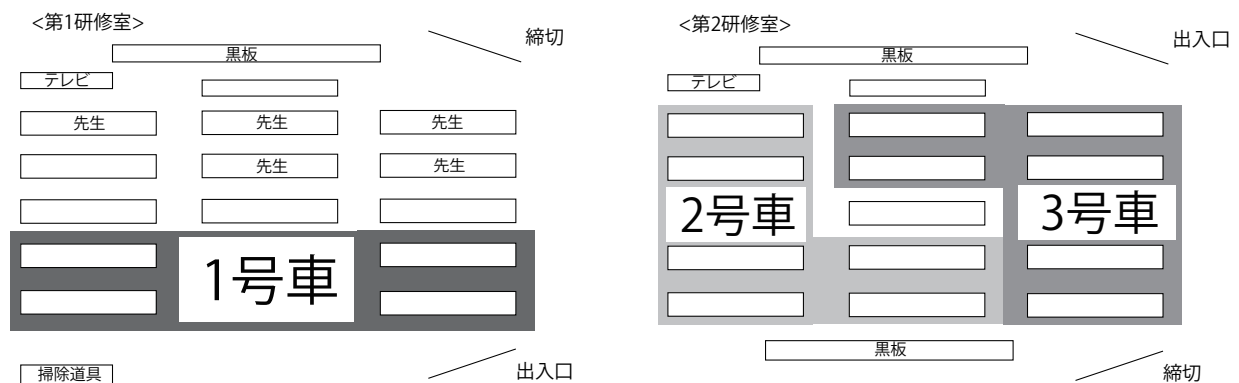 <第1研修室>
締切
黒板
テレビ
先生
先生
先生
先生
先生
1号車
掃除道具
出入口
<第2研修室>
出入口
黒板
テレビ
2号車
3号車
黒板
締切